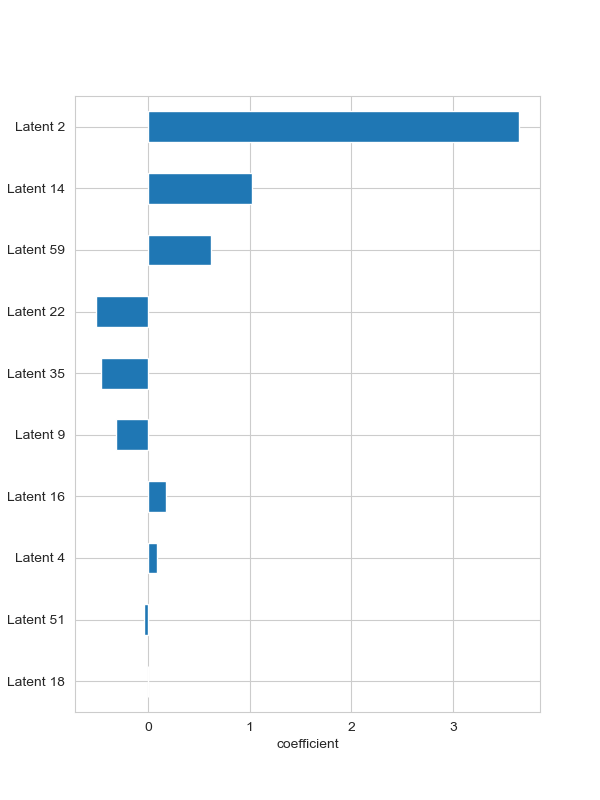 Latent 2
Latent 14
Latent 59
Latent 22
Latent 35
Latent 9
Latent 16
Latent 4
Latent 51
Latent 18
0 1 2 3
coefficient